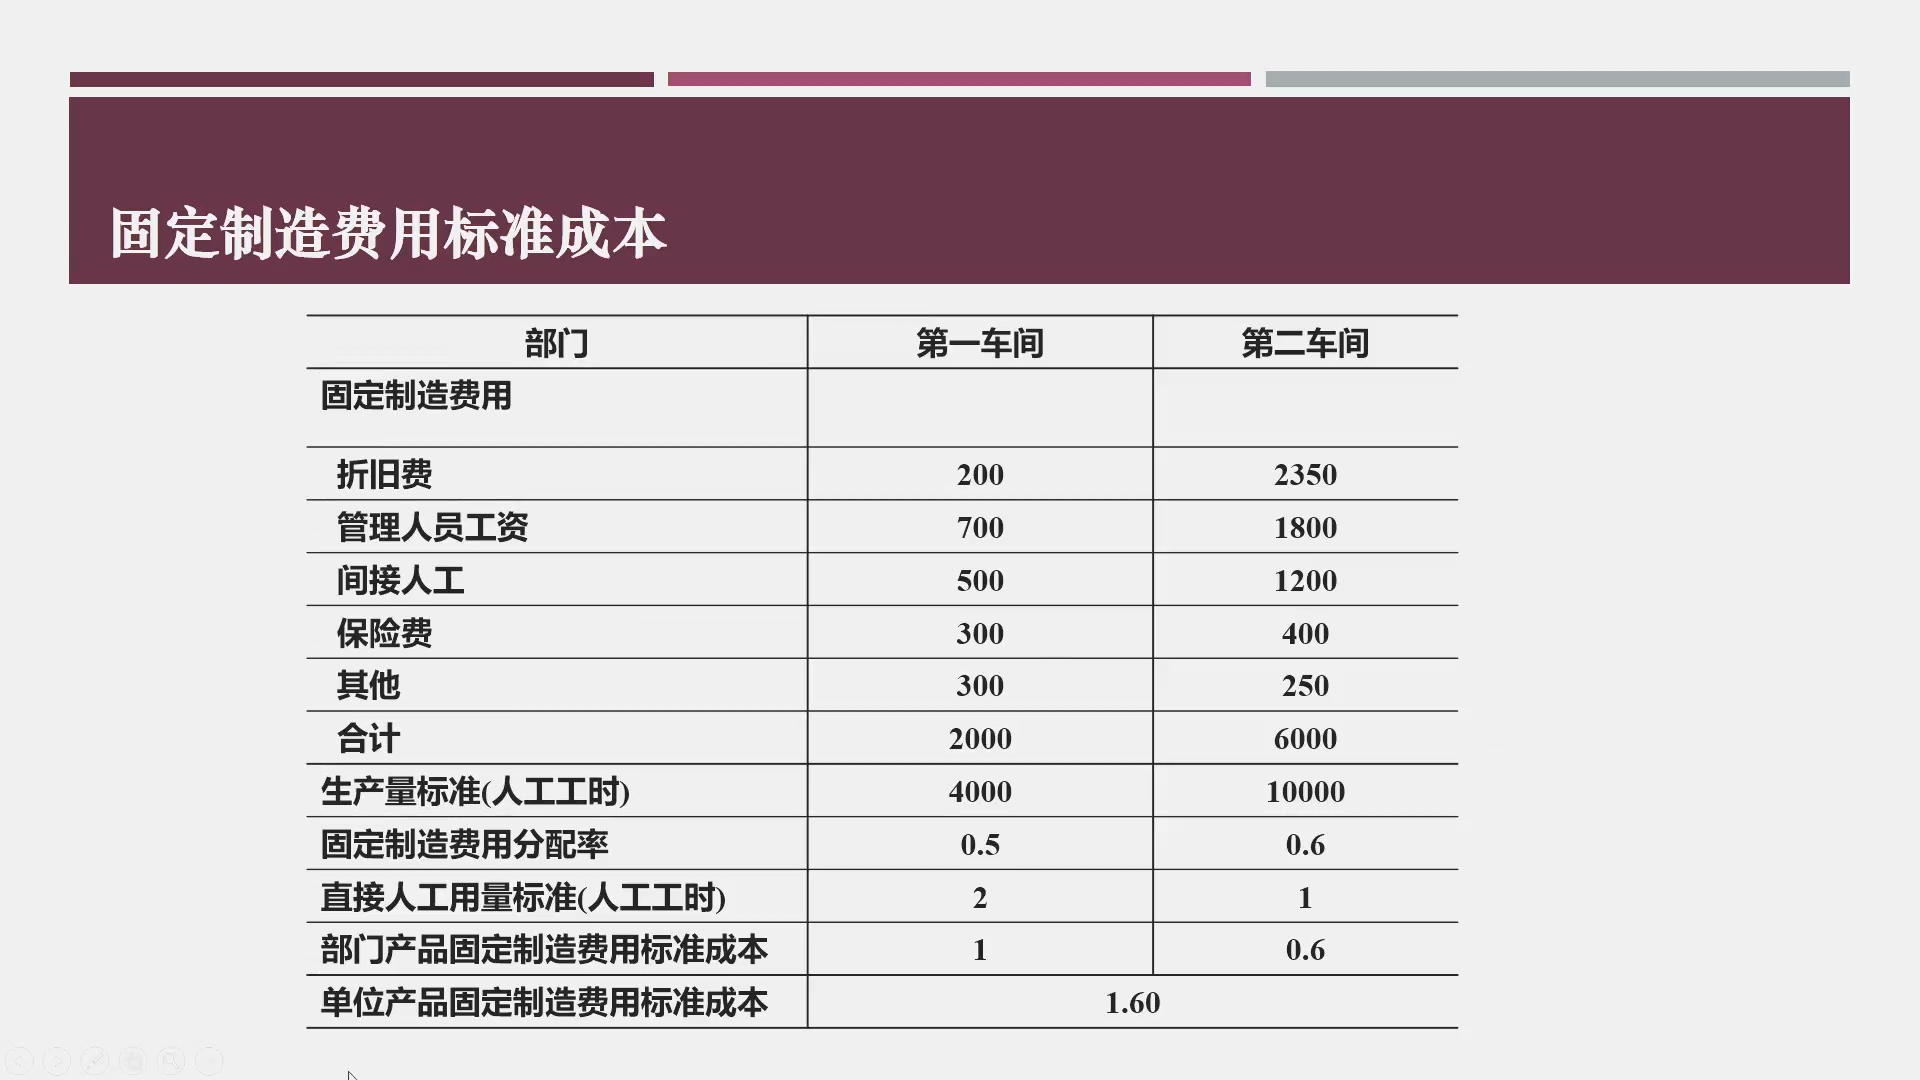 固定制造费用标准成本
部门 第一车间 第二车间
固定制造费用
折旧费 200 2350
管理人员工资 700 1800
间接人工 500 1200
保险费 300 400
其他 300 250
合计 2000 6000
生产量标准(人工工时) 4000 10000
固定制造费用分配率 0.5 0.6
直接人工用量标准(人工工时) 2 1
部门产品固定制造费用标准成本 1 0.6
单位产品固定制造费用标准成本 1.60